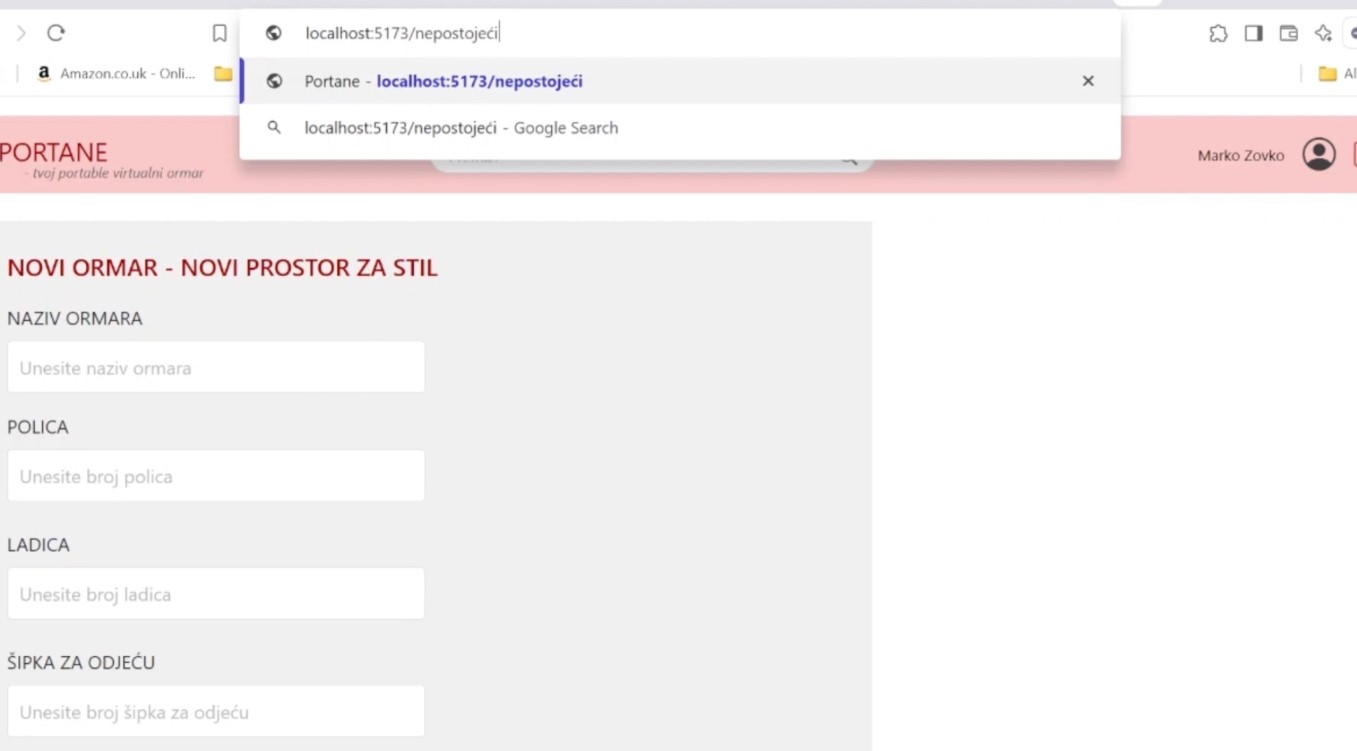 localhost:5173/nepostojeći
Amazon.co.uk - Onli...
Portane - localhost:5173/nepostojeći
localhost:5173/nepostojeći - Google Search
PORTANE
- tvoj portable virtualni ormar
Marko Zovko
NOVI ORMAR - NOVI PROSTOR ZA STIL
NAZIV ORMARA
Unesite naziv ormara
POLICA
Unesite broj polica
LADICA
Unesite broj ladica
ŠIPKA ZA ODJEĆU
Unesite broj šipka za odjeću